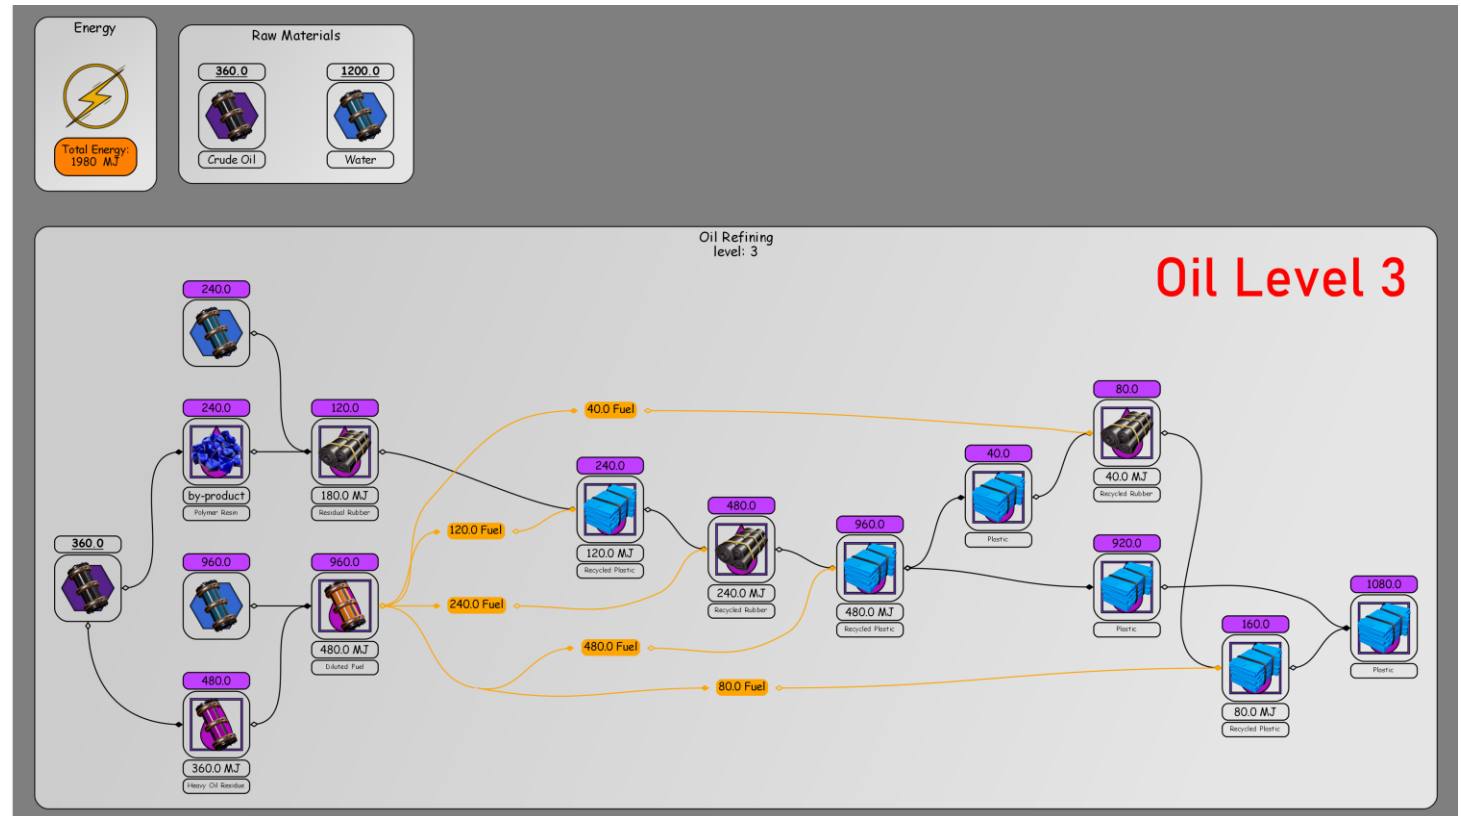 Energy
Total Energy:
1980 MJ
Raw Materials
360.0
Crude Oil
1200.0
Water
Oil Refining
level: 3
Oil Level 3
240.0
240.0
by-product
Polymer Resin
120.0
180.0 MJ
Residual Rubber
360.0
960.0
960.0
480.0 MJ
Diluted Fuel
480.0
360.0 MJ
Heavy Oil Residue
40.0 Fuel
120.0 Fuel
240.0 Fuel
480.0 Fuel
80.0 Fuel
240.0
120.0 MJ
Recycled Plastic
480.0
240.0 MJ
Recycled Rubber
960.0
480.0 MJ
Recycled Plastic
40.0
Plastic
80.0
40.0 MJ
Recycled Rubber
920.0
Plastic
160.0
80.0 MJ
Recycled Plastic
1080.0
Plastic